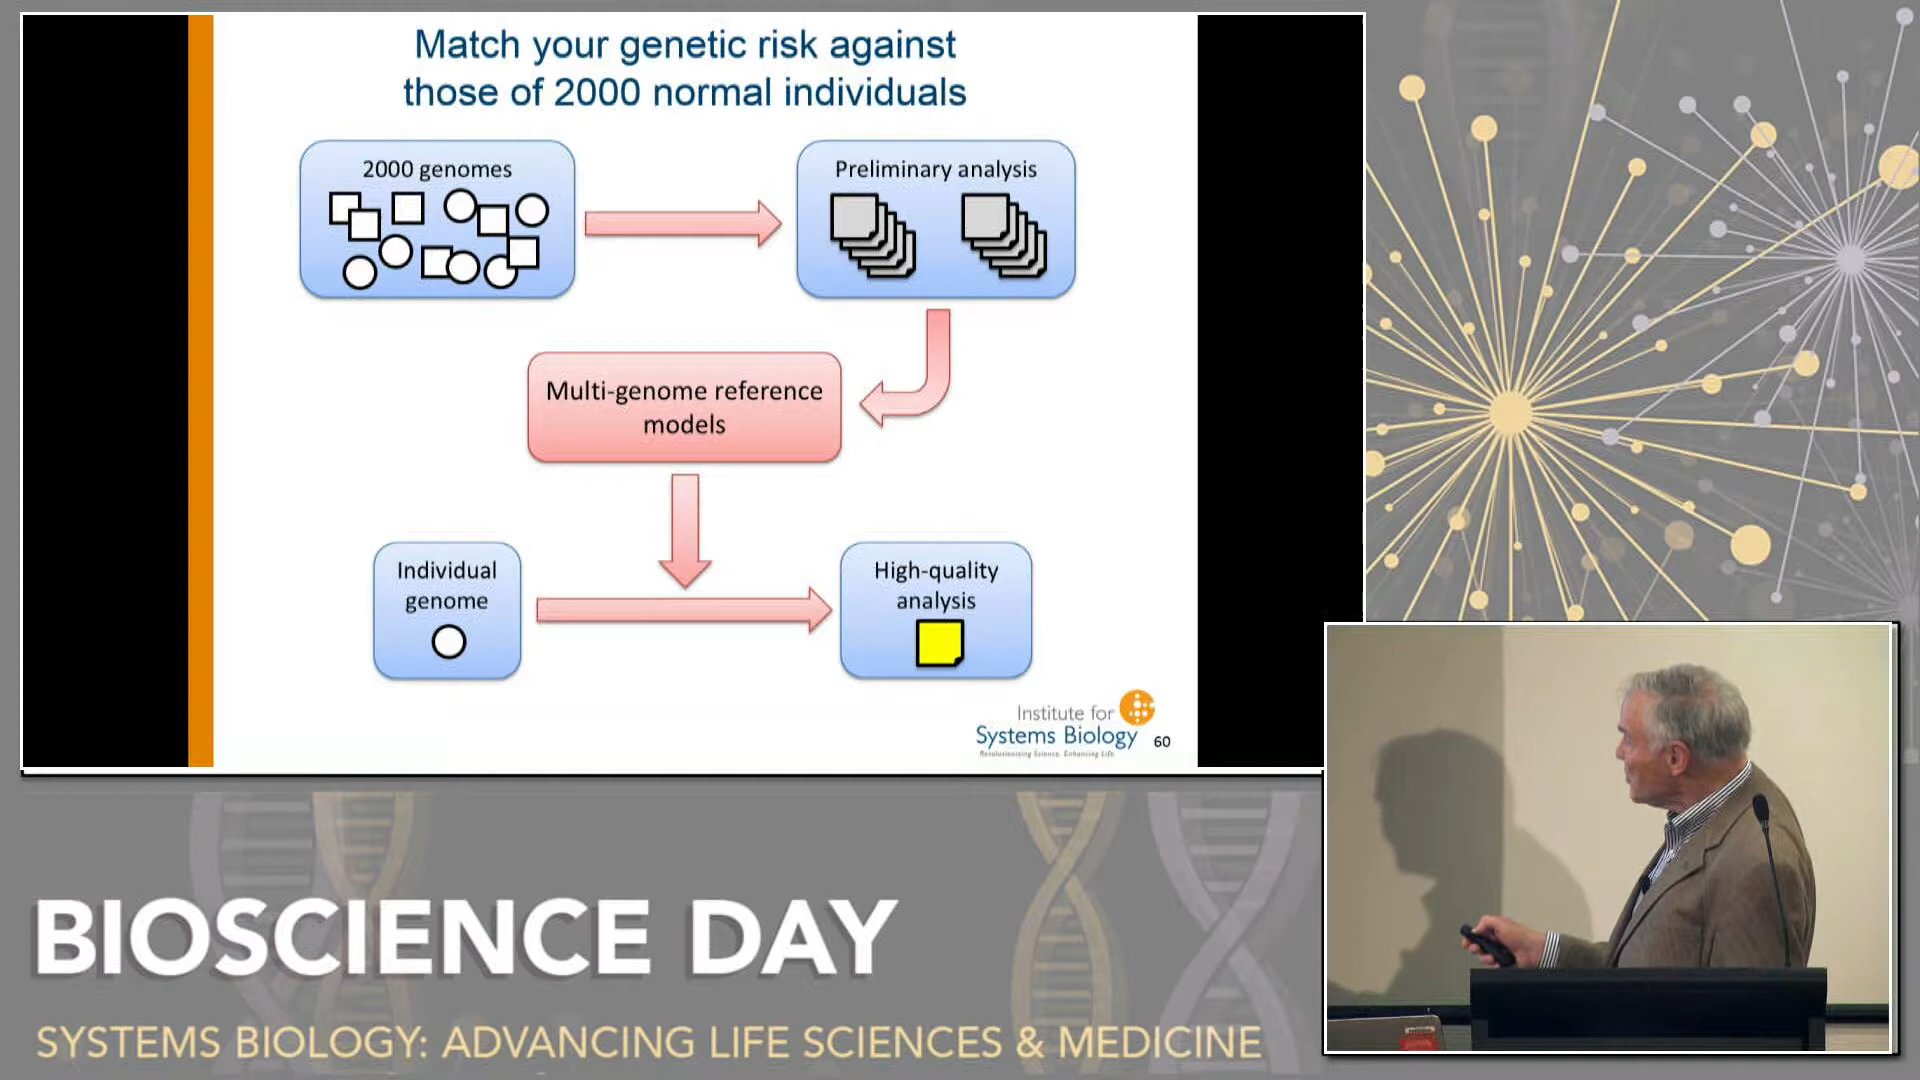 Match your genetic risk against
those of 2000 normal individuals
2000 genomes
Preliminary analysis
Multi-genome reference
models
Individual
genome
High-quality
analysis
Institute for
Systems Biology
Revolutionizing Science. Enhancing Life.
60
BIOSCIENCE DAY
SYSTEMS BIOLOGY: ADVANCING LIFE SCIENCES & MEDICINE